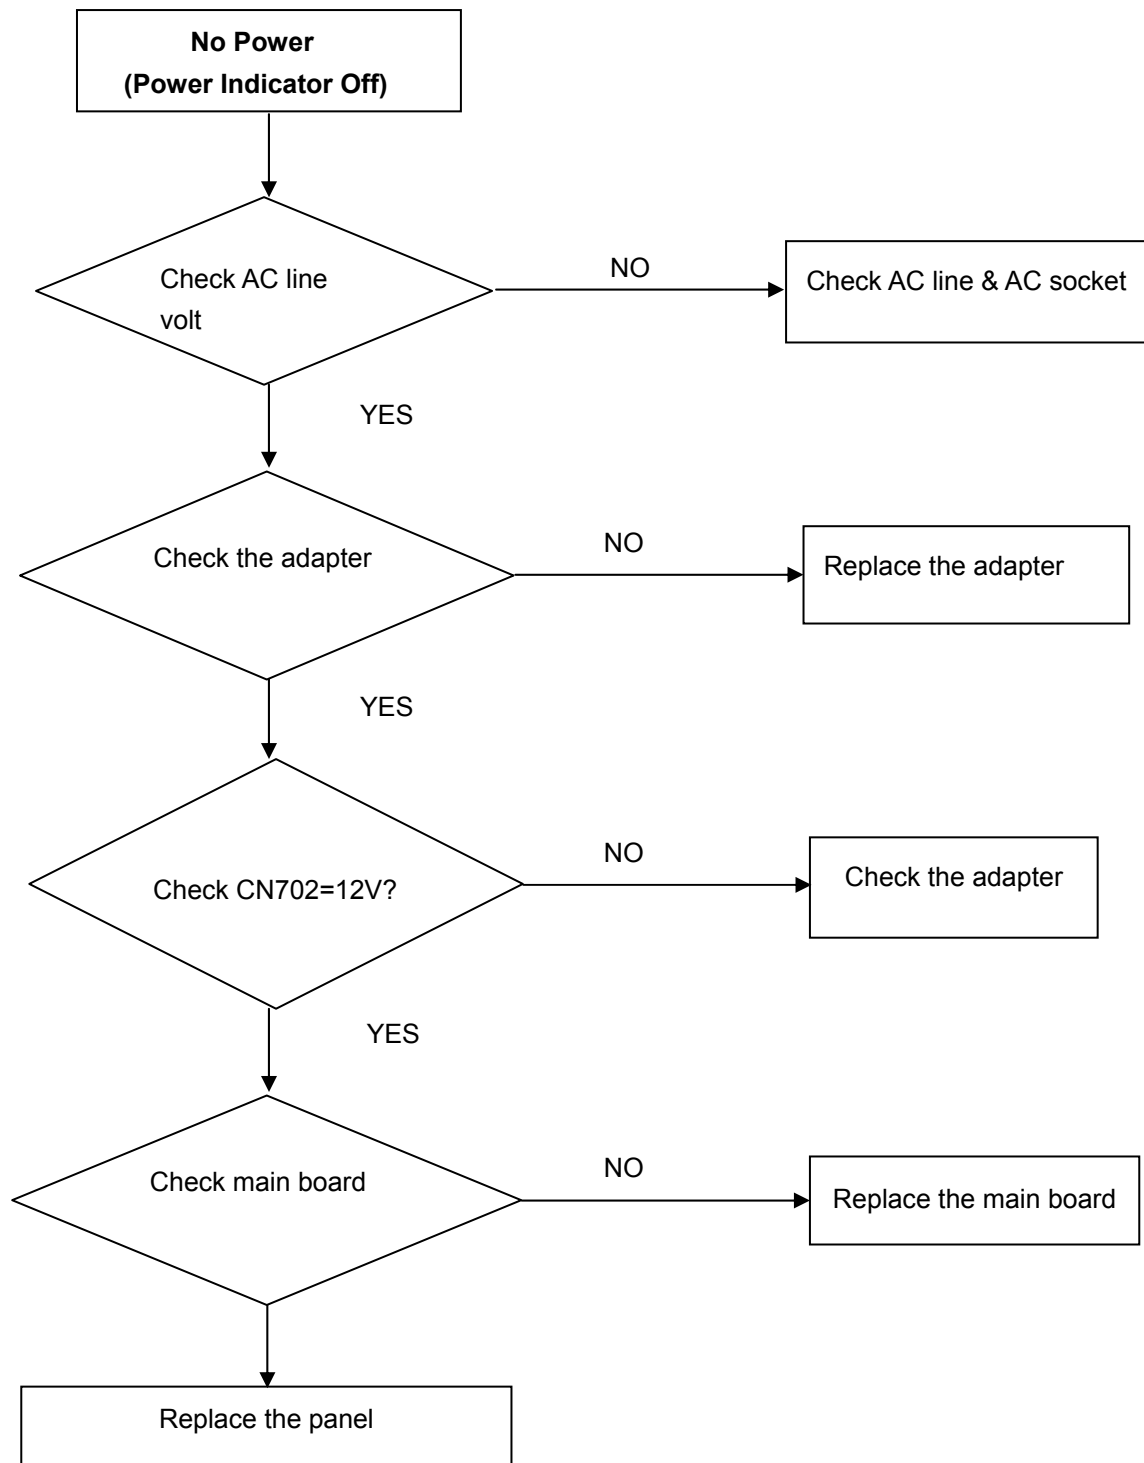 No Power
(Power Indicator Off)
Check AC line
volt
NO
Check AC line & AC socket
YES
Check the adapter
NO
Replace the adapter
YES
Check CN702=12V?
NO
Check the adapter
YES
Check main board
NO
Replace the main board
Replace the panel